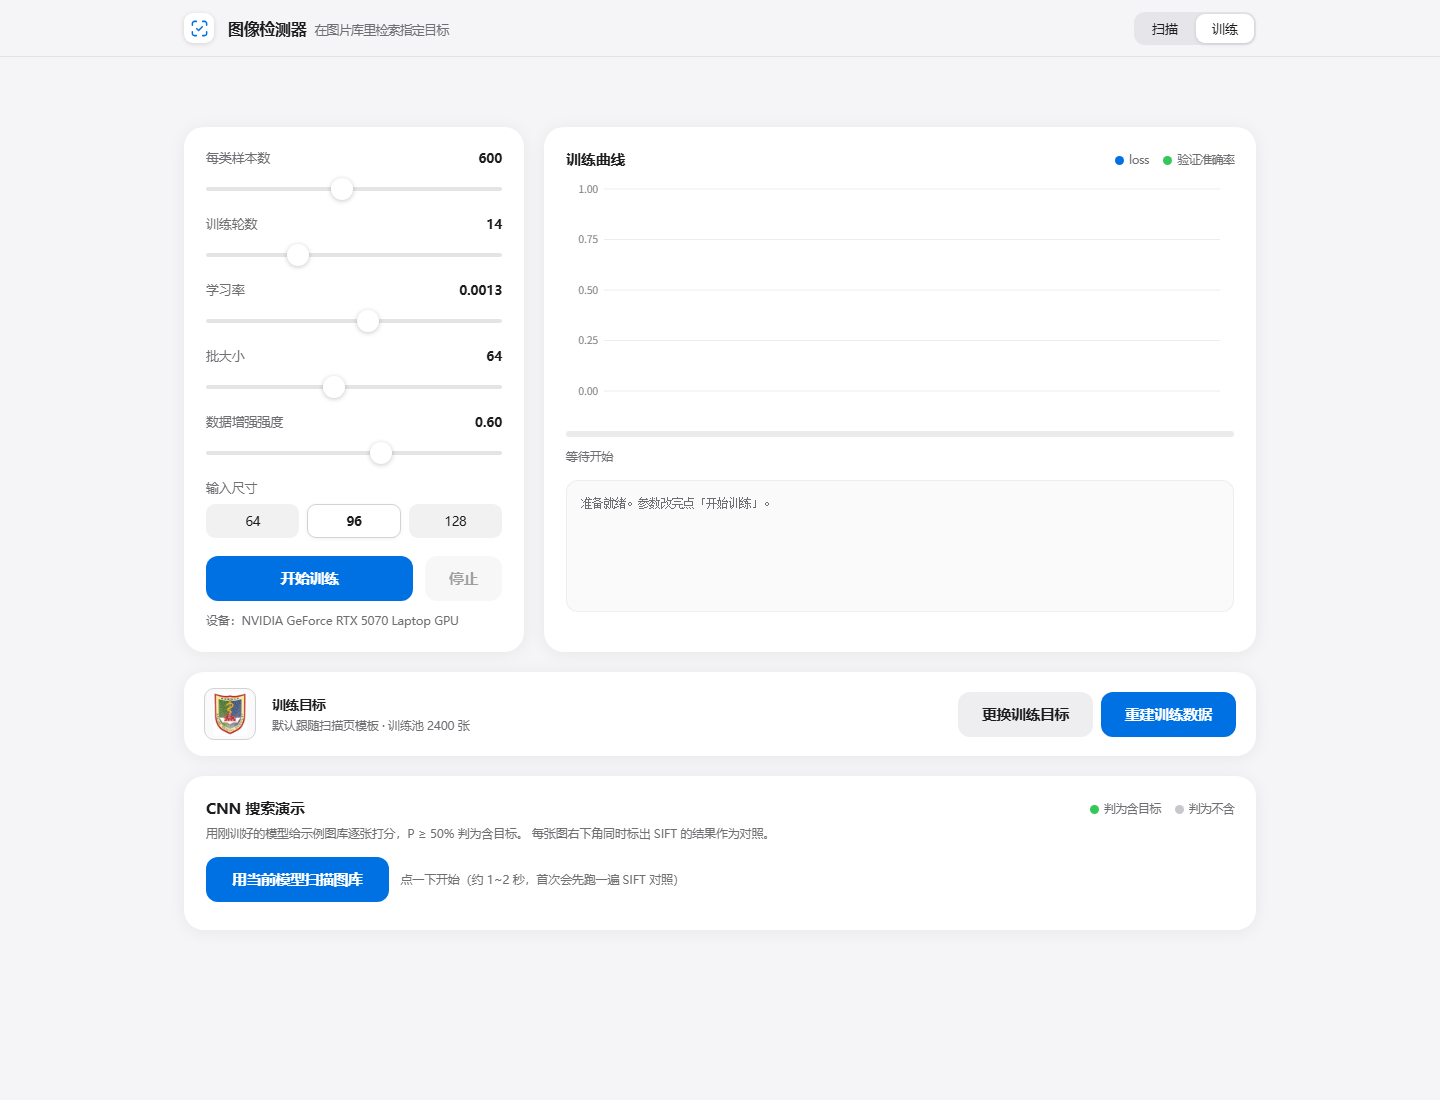 图像检测器 在图片库里检索指定目标
扫描 训练
每类样本数 600
训练轮数 14
学习率 0.0013
批大小 64
数据增强强度 0.60
输入尺寸
64 96 128
开始训练 停止
设备：NVIDIA GeForce RTX 5070 Laptop GPU
训练曲线
loss 验证准确率
1.00
0.75
0.50
0.25
0.00
等待开始
准备就绪。参数改完点「开始训练」。
训练目标
默认跟随扫描页模板 · 训练池 2400 张
更换训练目标 重建训练数据
CNN 搜索演示
判为含目标 判为不含
用刚训好的模型给示例图库逐张打分，P ≥ 50% 判为含目标。 每张图右下角同时标出 SIFT 的结果作为对照。
用当前模型扫描图库 点一下开始（约 1~2 秒，首次会先跑一遍 SIFT 对照）